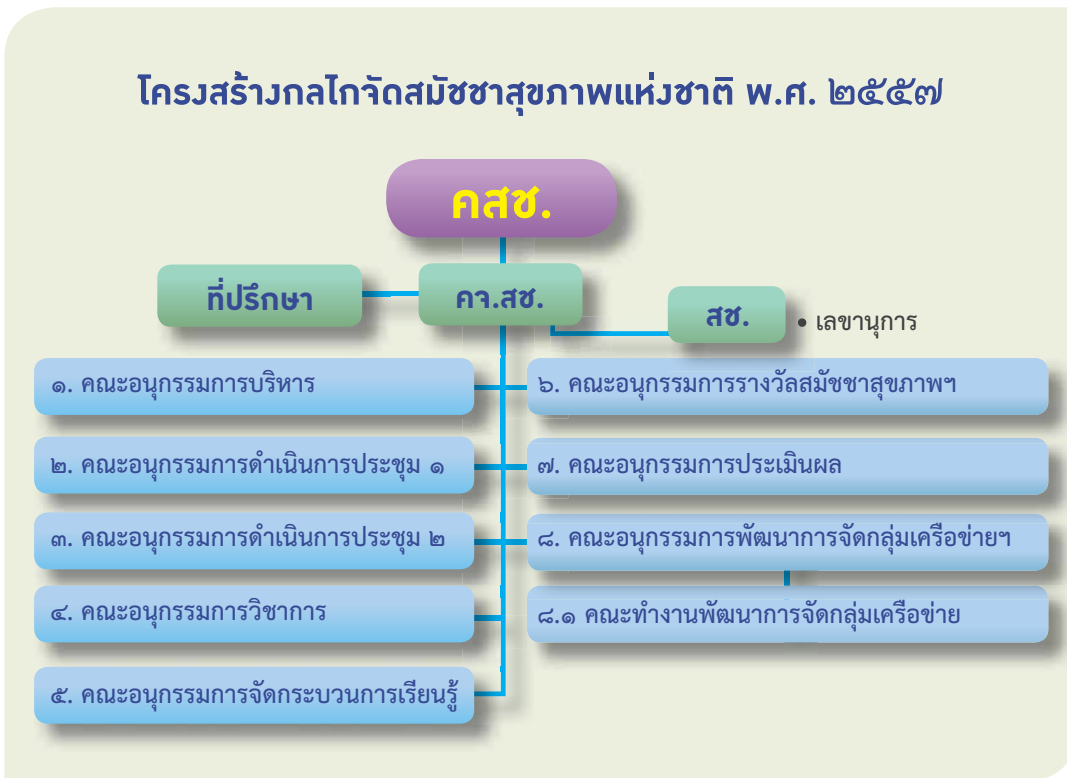 โครงสร้างกลไกจัดสมัชชาสุขภาพแห่งชาติ พ.ศ. ๒๕๕๗
คสช.
ที่ปรึกษา
คจ.สช.
สช.
• เลขานุการ
๑. คณะอนุกรรมการบริหาร
๒. คณะอนุกรรมการดำเนินการประชุม ๑
๓. คณะอนุกรรมการดำเนินการประชุม ๒
๔. คณะอนุกรรมการวิชาการ
๕. คณะอนุกรรมการจัดกระบวนการเรียนรู้
๖. คณะอนุกรรมการรางวัลสมัชชาสุขภาพฯ
๗. คณะอนุกรรมการประเมินผล
๘. คณะอนุกรรมการพัฒนาการจัดกลุ่มเครือข่ายฯ
๘.๑ คณะทำงานพัฒนาการจัดกลุ่มเครือข่าย